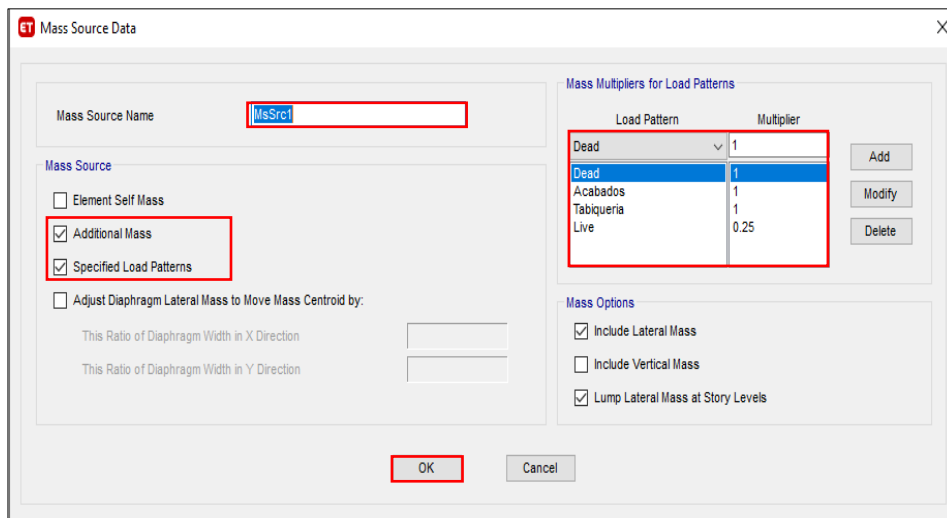 ET Mass Source Data X
Mass Source Name MsSrc1
Mass Source
Element Self Mass
Additional Mass
Specified Load Patterns
Adjust Diaphragm Lateral Mass to Move Mass Centroid by:
This Ratio of Diaphragm Width in X Direction
This Ratio of Diaphragm Width in Y Direction
Mass Multipliers for Load Patterns
Load Pattern Multiplier
Dead 1
Dead 1
Acabados 1
Tabiqueria 1
Live 0.25
Add
Modify
Delete
Mass Options
Include Lateral Mass
Include Vertical Mass
Lump Lateral Mass at Story Levels
OK Cancel